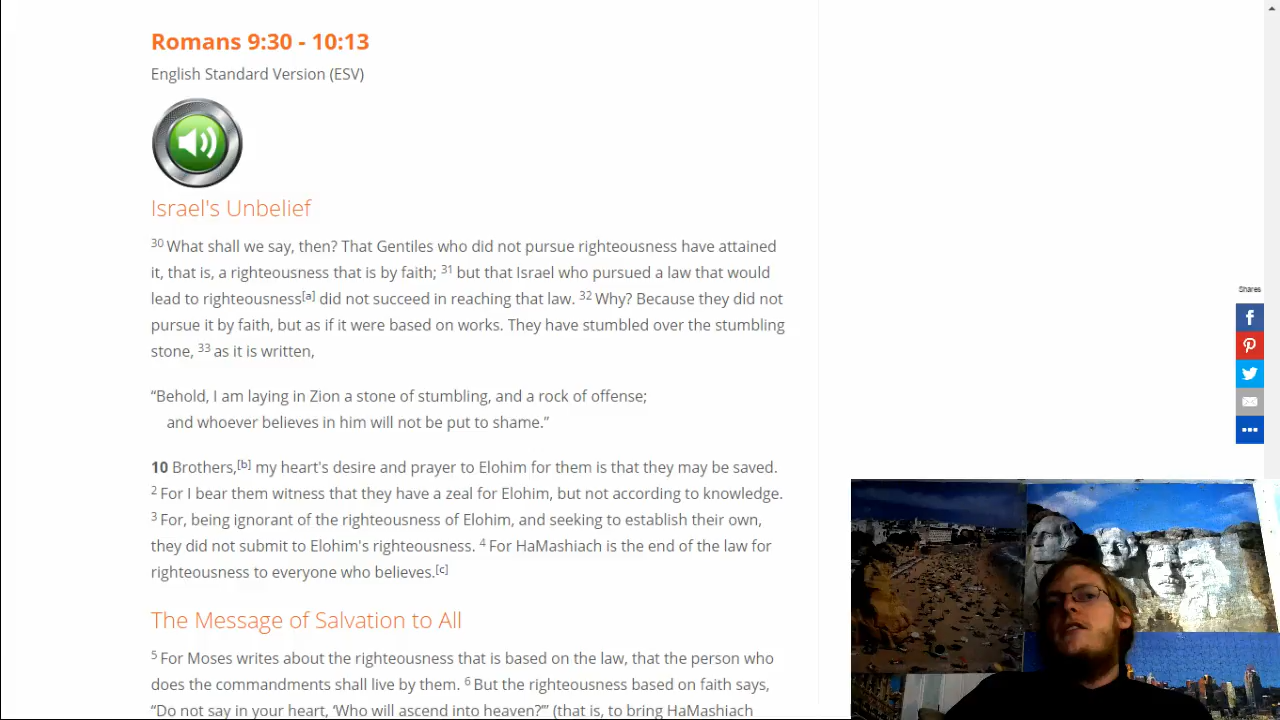 Romans 9:30 - 10:13
English Standard Version (ESV)
Israel's Unbelief
30 What shall we say, then? That Gentiles who did not pursue righteousness have attained
it, that is, a righteousness that is by faith; 31 but that Israel who pursued a law that would
lead to righteousness[a] did not succeed in reaching that law. 32 Why? Because they did not
pursue it by faith, but as if it were based on works. They have stumbled over the stumbling
stone, 33 as it is written,
“Behold, I am laying in Zion a stone of stumbling, and a rock of offense;
and whoever believes in him will not be put to shame.”
10 Brothers,[b] my heart's desire and prayer to Elohim for them is that they may be saved.
2 For I bear them witness that they have a zeal for Elohim, but not according to knowledge.
3 For, being ignorant of the righteousness of Elohim, and seeking to establish their own,
they did not submit to Elohim's righteousness. 4 For HaMashiach is the end of the law for
righteousness to everyone who believes.[c]
The Message of Salvation to All
5 For Moses writes about the righteousness that is based on the law, that the person who
does the commandments shall live by them. 6 But the righteousness based on faith says,
“Do not say in your heart, ‘Who will ascend into heaven?’” (that is, to bring HaMashiach
Shares